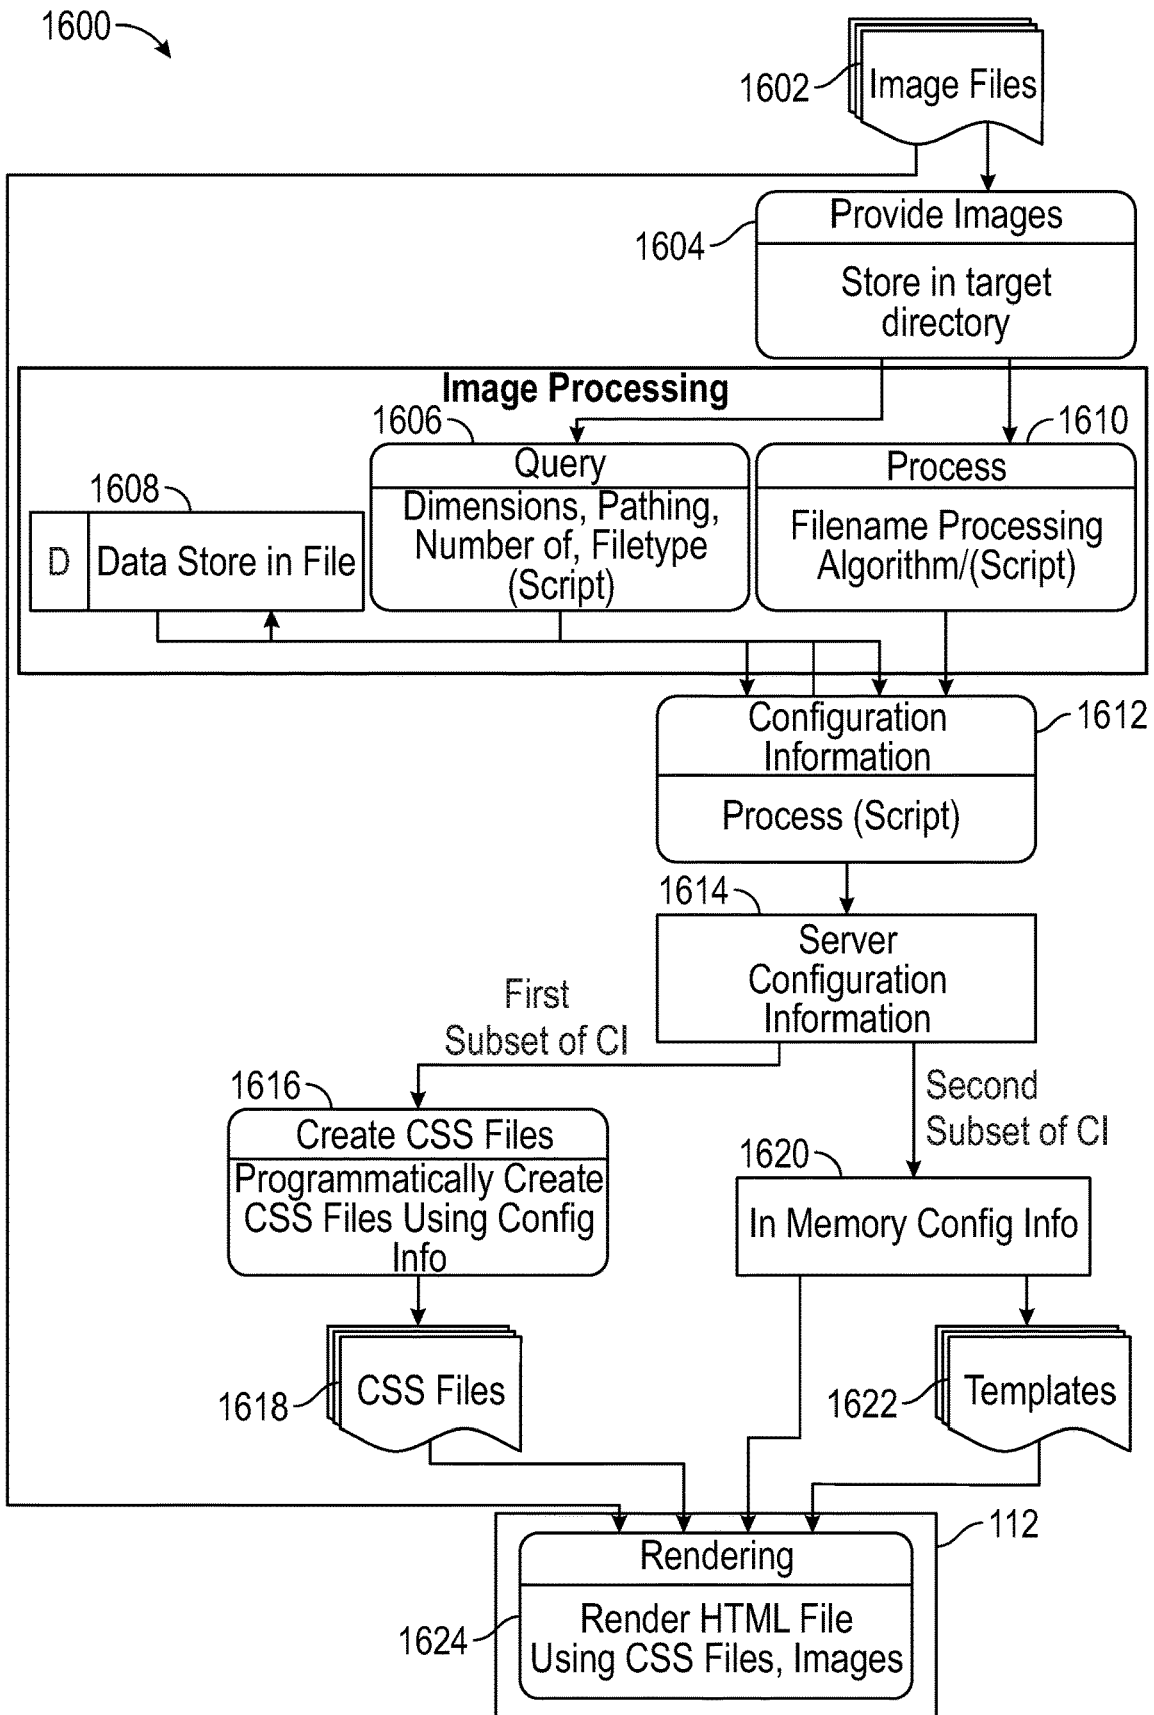 1600
1602
Image Files
Provide Images
1604
Store in target
directory
Image Processing
1606
1610
Query
Process
1608
Dimensions, Pathing,
Number of, Filetype
(Script)
Filename Processing
Algorithm/(Script)
D
Data Store in File
Configuration
Information
1612
Process (Script)
1614
Server
Configuration
Information
First
Subset of CI
Second
Subset of CI
1616
Create CSS Files
Programmatically Create
CSS Files Using Config
Info
1620
In Memory Config Info
CSS Files
1618
Templates
1622
112
Rendering
1624
Render HTML File
Using CSS Files, Images